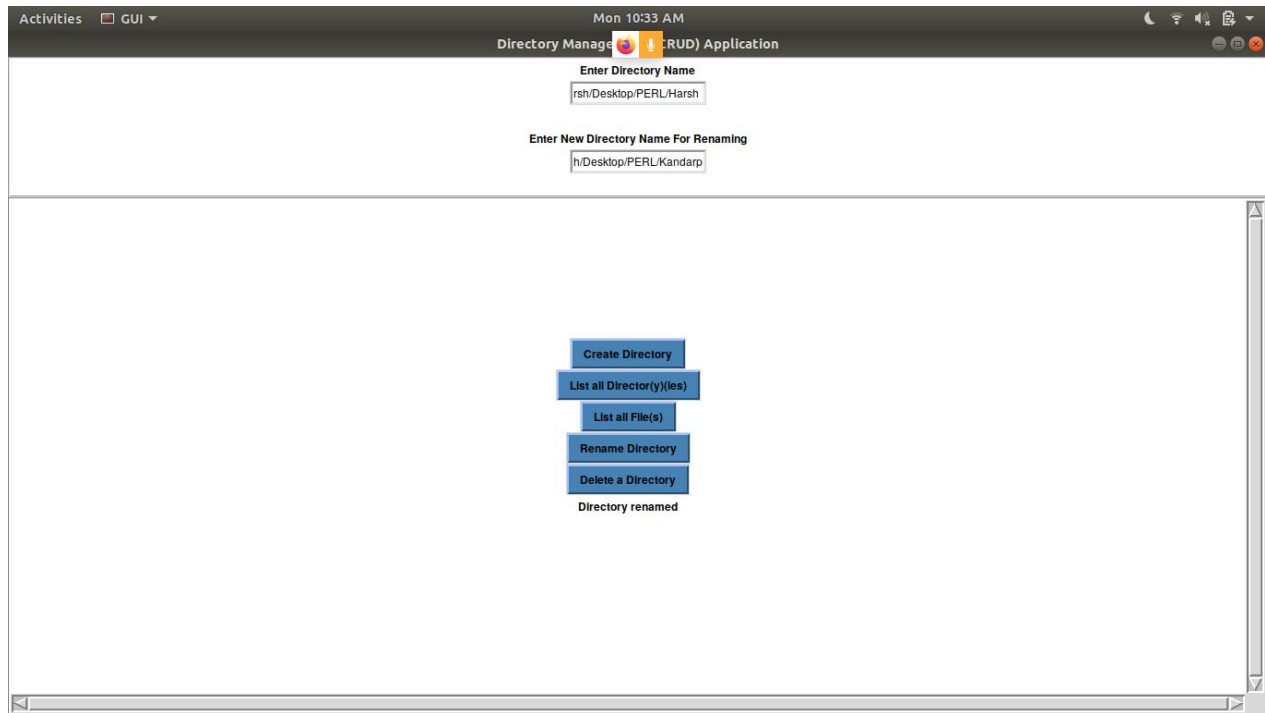 Activities GUI Mon 10:33 AM
Directory Manage CRUD) Application
Enter Directory Name
rsh/Desktop/PERL/Harsh
Enter New Directory Name For Renaming
h/Desktop/PERL/Kandarp
Create Directory
List all Director(y)(ies)
List all File(s)
Rename Directory
Delete a Directory
Directory renamed